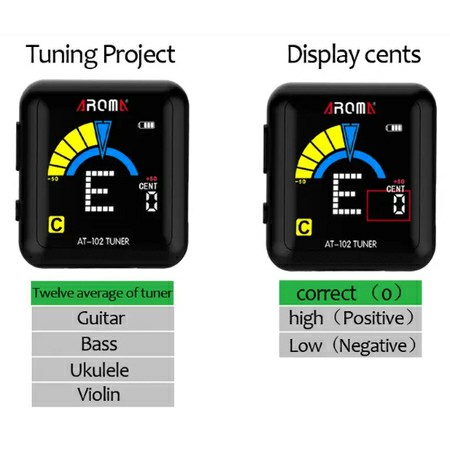 Tuning Project
Display cents
AROMA
-50
+50
CENT
E
0
C
AT-102 TUNER
AROMA
-50
+50
CENT
E
0
C
AT-102 TUNER
Twelve average of tuner
Guitar
Bass
Ukulele
Violin
correct （0）
high（Positive）
Low（Negative）